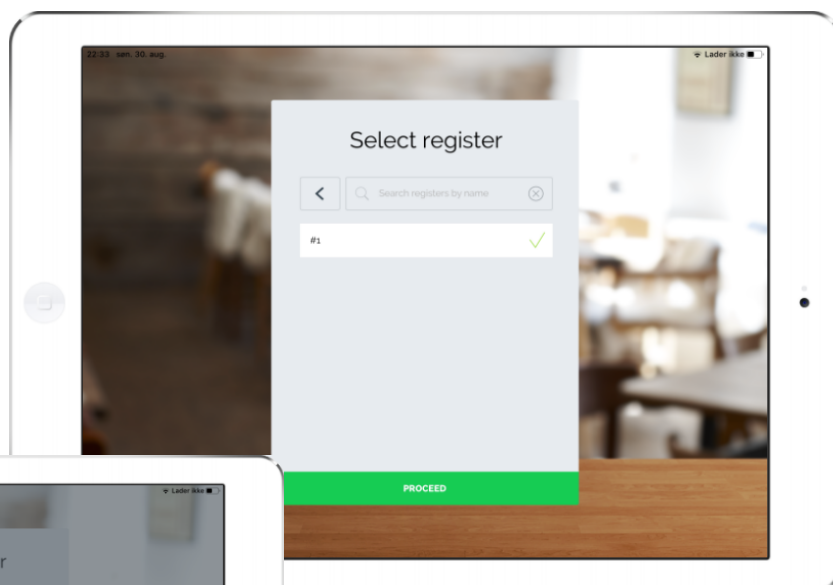 22:33 søn. 30. aug.
Lader ikke
Select register
Search registers by name
#1
PROCEED
Lader ikke
r